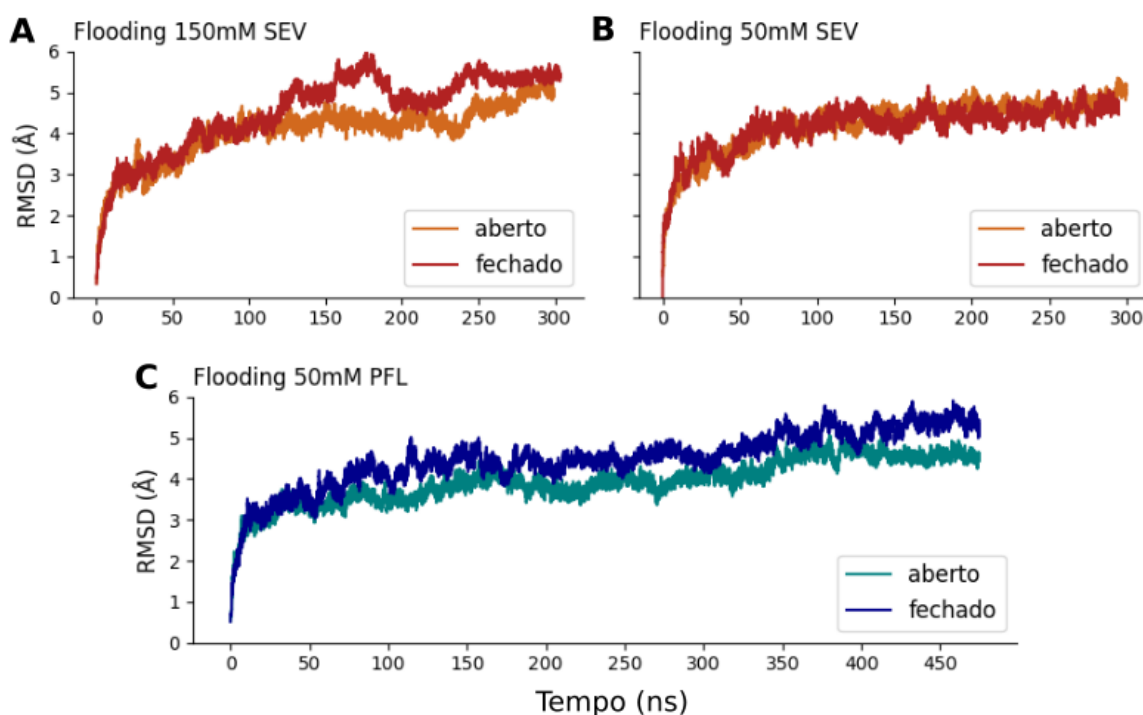 A Flooding 150mM SEV
RMSD (Å)
6
5
4
3
2
1
0
0 50 100 150 200 250 300
aberto
fechado
B Flooding 50mM SEV
0 50 100 150 200 250 300
aberto
fechado
C Flooding 50mM PFL
RMSD (Å)
6
5
4
3
2
1
0
0 50 100 150 200 250 300 350 400 450
aberto
fechado
Tempo (ns)